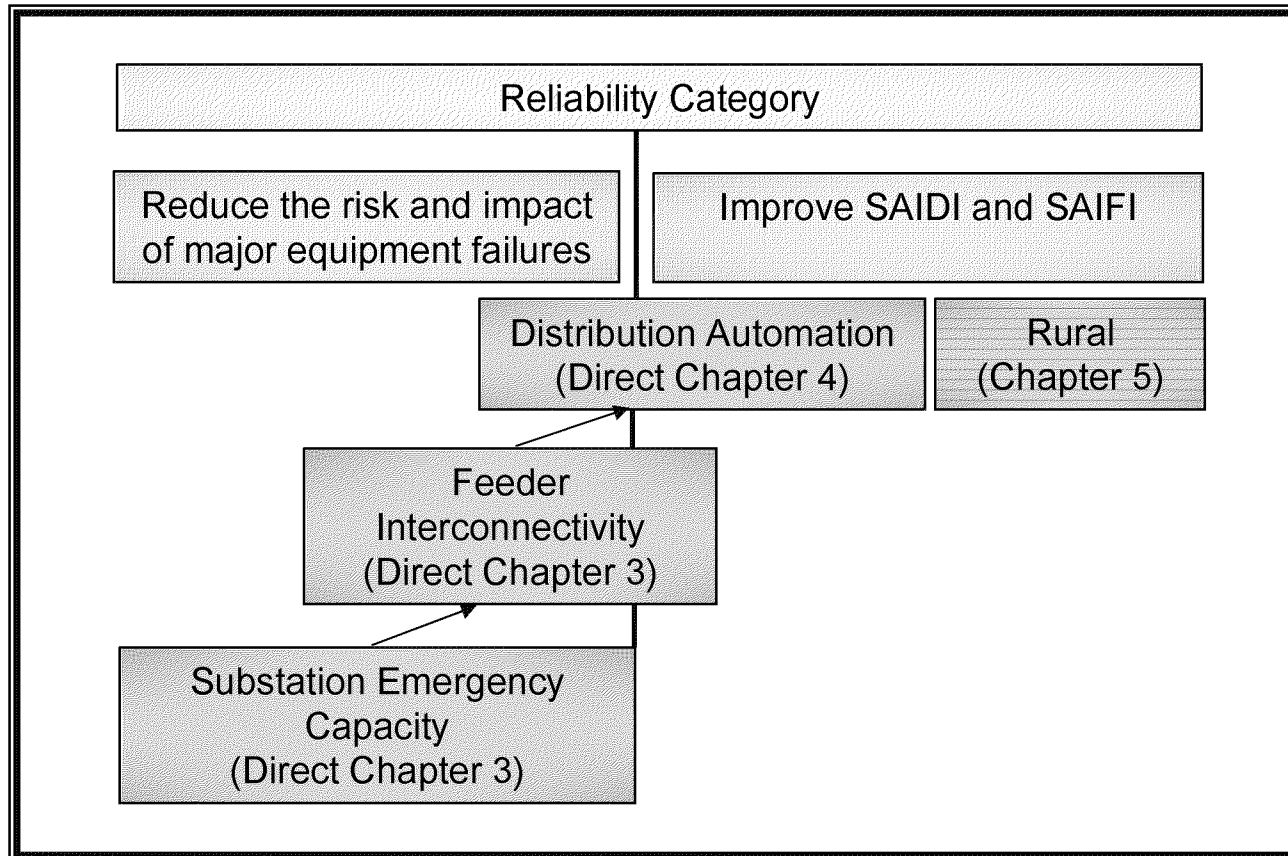 Reliability Category
Reduce the risk and impact
of major equipment failures
Improve SAIDI and SAIFI
Distribution Automation
(Direct Chapter 4)
Rural
(Chapter 5)
Feeder
Interconnectivity
(Direct Chapter 3)
Substation Emergency
Capacity
(Direct Chapter 3)